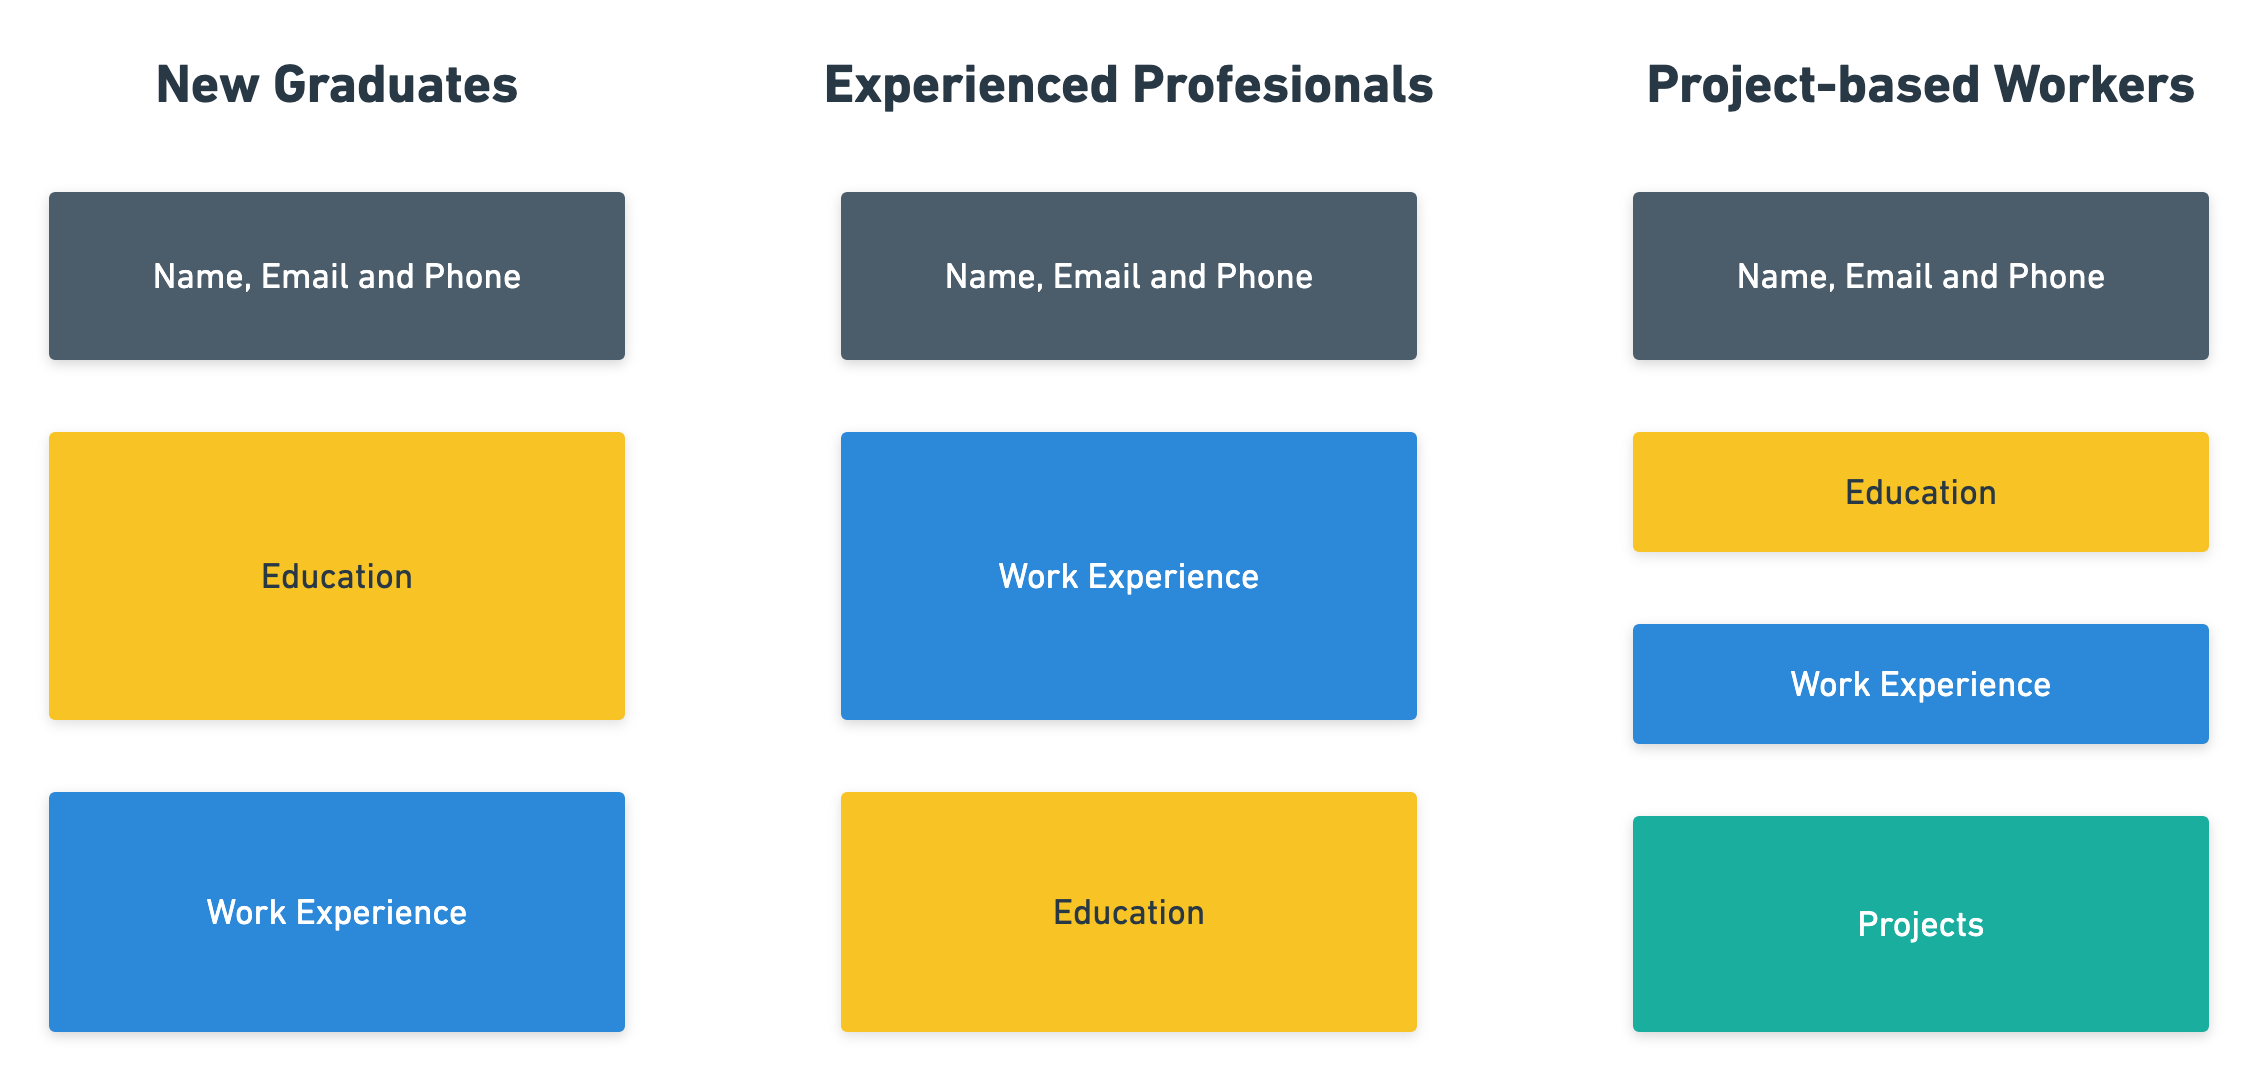 New Graduates
Name, Email and Phone
Education
Work Experience
Experienced Profesionals
Name, Email and Phone
Work Experience
Education
Project-based Workers
Name, Email and Phone
Education
Work Experience
Projects